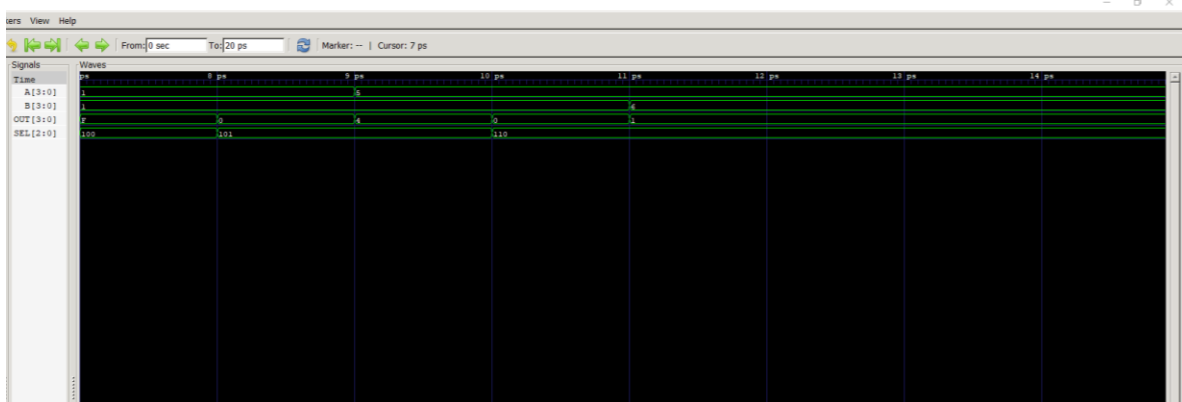 kers View Help
From: 0 sec To: 20 ps Marker: -- | Cursor: 7 ps
Signals Waves
Time ps 8 ps 9 ps 10 ps 11 ps 12 ps 13 ps 14 ps
A[3:0] 1 5
B[3:0] 1 6
OUT[3:0] F 0 4 0 1
SEL[2:0] 100 101 110